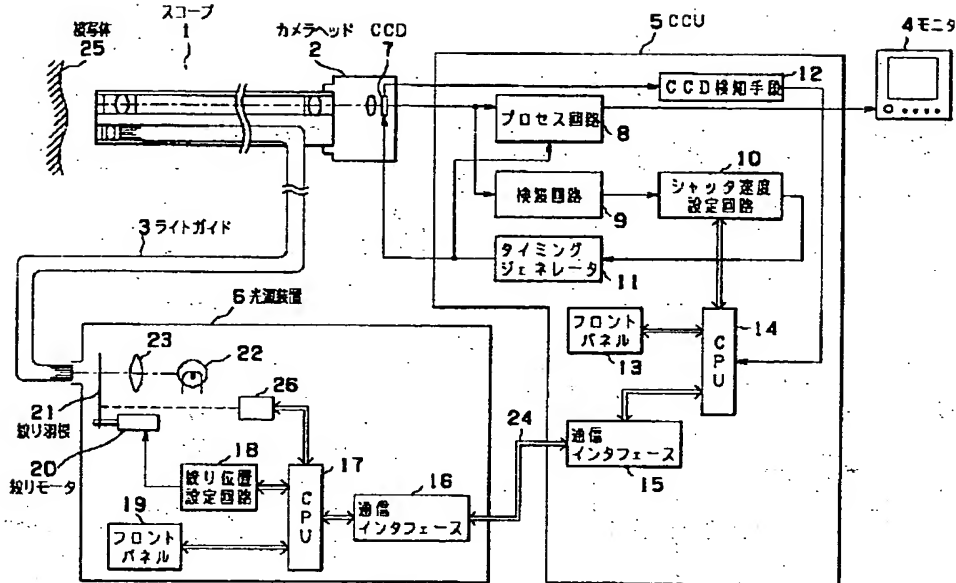 スコープ
1
被写体
25
カメラヘッド
2
CCD
7
5 CCU
4 モニタ
CCD検知手段
12
プロセス回路
8
検波回路
9
10
シャッタ速度
設定回路
タイミング
ジェネレータ
11
3 ライトガイド
6 光源装置
フロント
パネル
13
14
CPU
23
22
26
21
絞り羽根
20
絞りモータ
18
絞り位置
設定回路
17
CPU
19
フロント
パネル
16
通信
インタフェース
24
通信
インタフェース
15